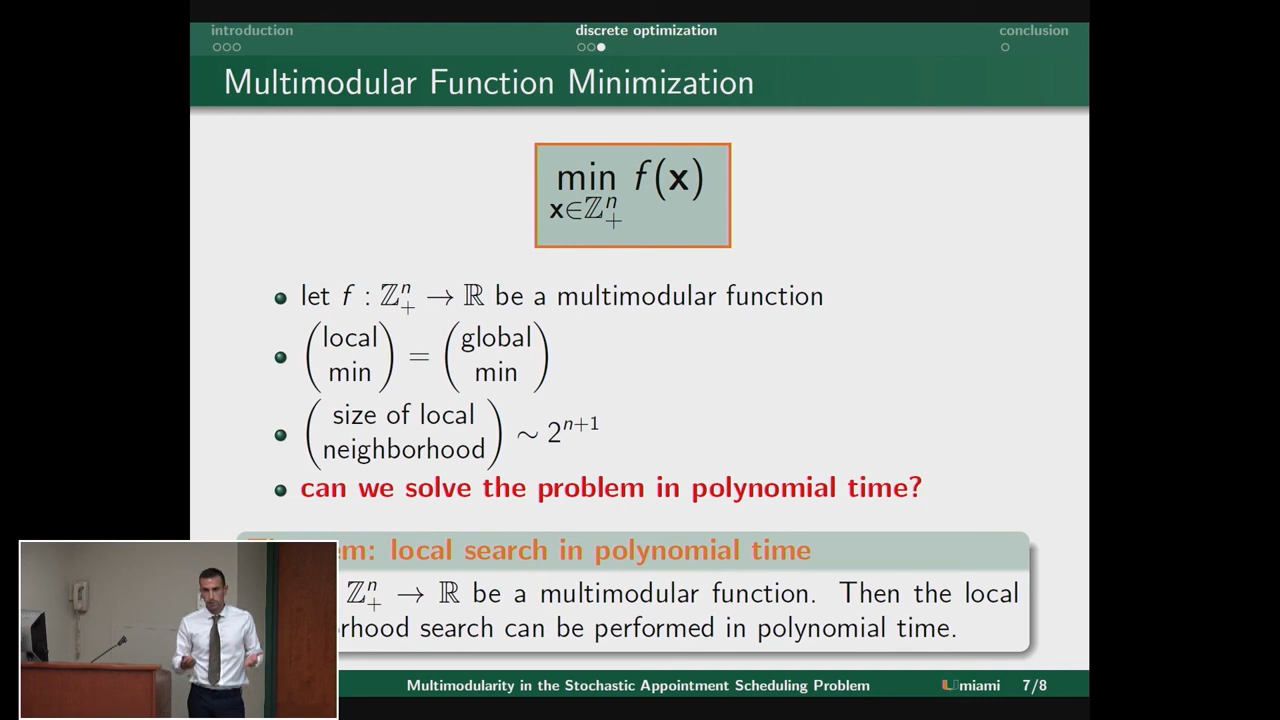 introduction
discrete optimization
conclusion
Multimodular Function Minimization
min f(x)
x∈ℤⁿ₊
let f : ℤⁿ₊ → ℝ be a multimodular function
(local min) = (global min)
(size of local neighborhood) ∼ 2ⁿ⁺¹
can we solve the problem in polynomial time?
m: local search in polynomial time
ℤⁿ₊ → ℝ be a multimodular function. Then the local
rhood search can be performed in polynomial time.
Multimodularity in the Stochastic Appointment Scheduling Problem
miami
7/8